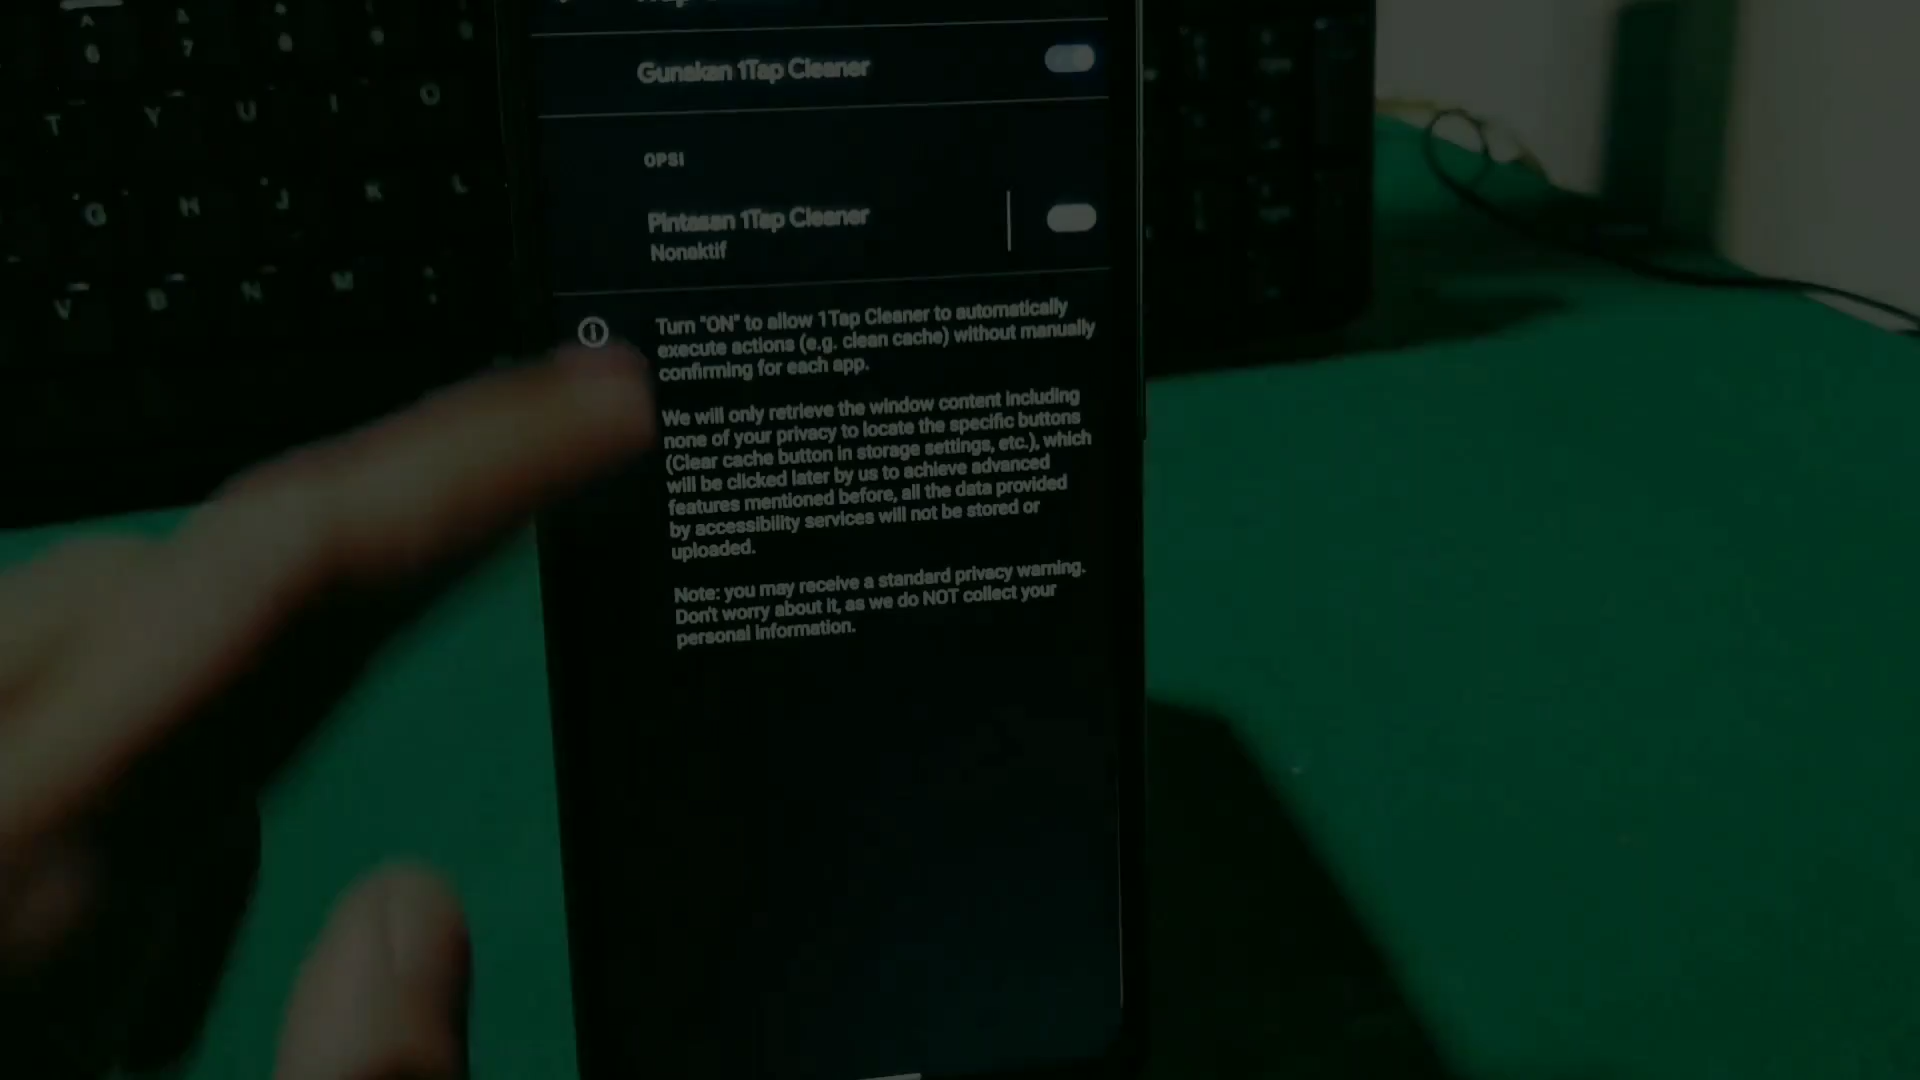 Gunakan 1Tap Cleaner
OPSI
Pintasan 1Tap Cleaner
Nonaktif
Turn "ON" to allow 1Tap Cleaner to automatically
execute actions (e.g. clean cache) without manually
confirming for each app.
We will only retrieve the window content including
none of your privacy to locate the specific buttons
(Clear cache button in storage settings, etc.), which
will be clicked later by us to achieve advanced
features mentioned before, all the data provided
by accessibility services will not be stored or
uploaded.
Note: you may receive a standard privacy warning.
Don't worry about it, as we do NOT collect your
personal information.
6 7 8 9
T Y U I O
G H J K L
V B N M